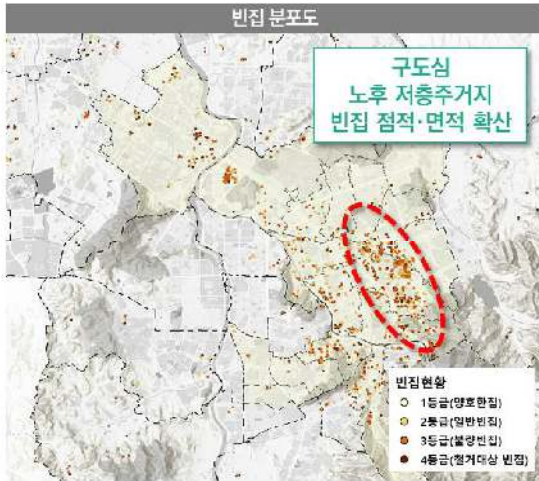 빈집 분포도
구도심
노후 저층주거지
빈집 점적·면적 확산
빈집현황
1등급(양호한집)
2등급(일반빈집)
3등급(불량빈집)
4등급(철거대상 빈집)